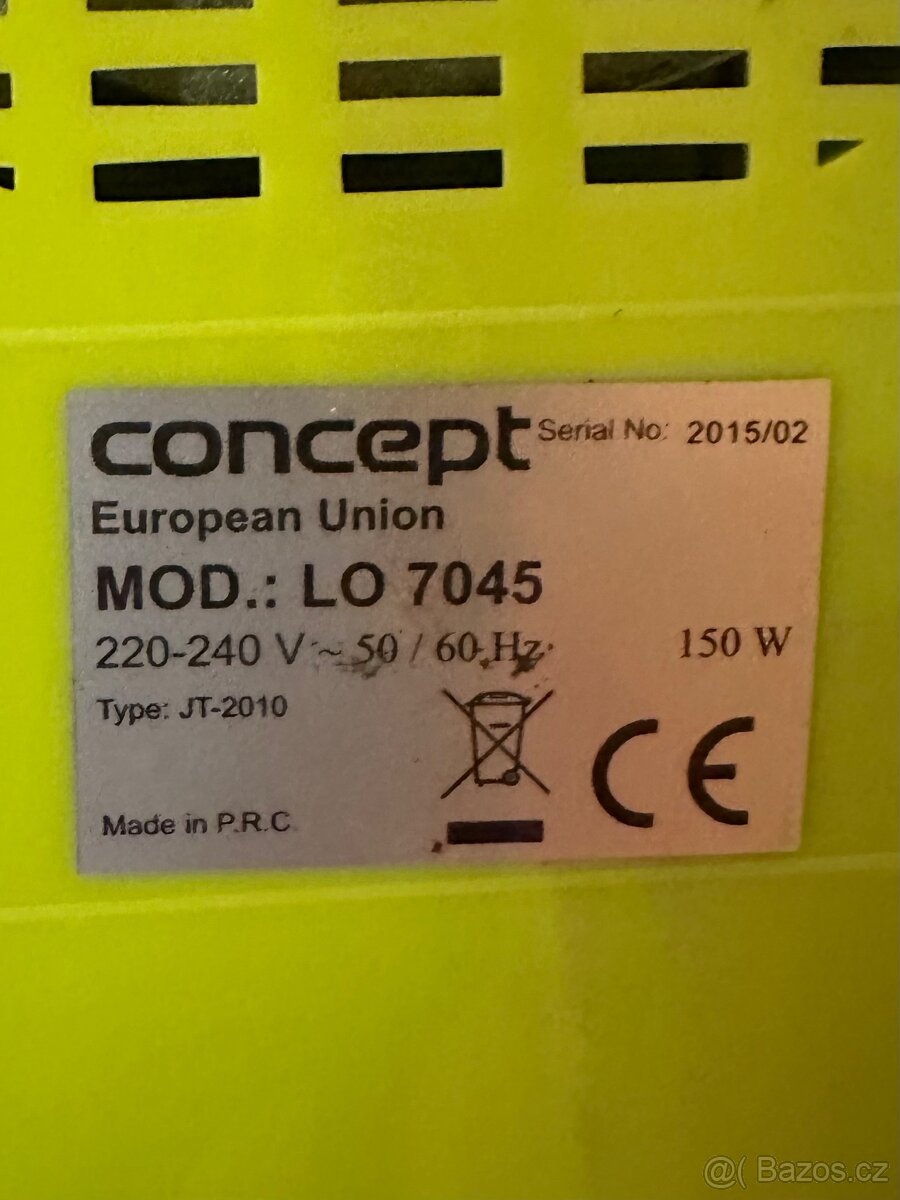 concept Serial No: 2015/02
European Union
MOD.: LO 7045
220-240 V ~ 50 / 60 Hz 150 W
Type: JT-2010
CE
Made in P.R.C
@( Bazos.cz